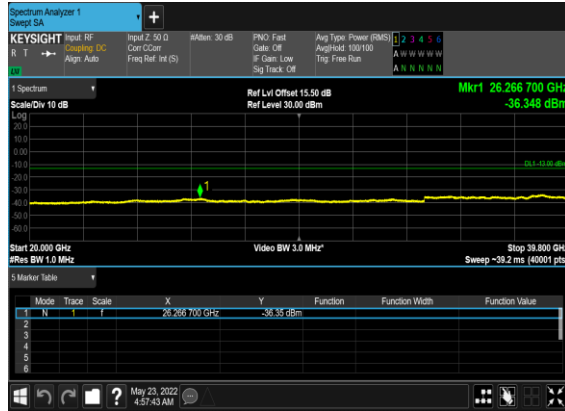 Spectrum Analyzer 1
Swept SA
+
KEYSIGHT Input: RF Input Z: 50 Ω #Atten: 30 dB PNO: Fast Avg Type: Power (RMS) 1 2 3 4 5 6
R T Coupling: DC Corr CCorr Gate: Off Avg|Hold: 100/100 A W W W W W
Align: Auto Freq Ref: Int (S) IF Gain: Low Trig: Free Run
Sig Track: Off A N N N N N
1 Spectrum Ref Lvl Offset 15.50 dB Mkr1 26.266 700 GHz
Scale/Div 10 dB Ref Level 30.00 dBm -36.348 dBm
Log
20.0
10.0
0.00
-10.0 DL1 -13.00 dBm
-20.0
-30.0 1
-40.0
-50.0
-60.0
Start 20.000 GHz Video BW 3.0 MHz* Stop 39.800 GHz
#Res BW 1.0 MHz Sweep ~39.2 ms (40001 pts)
5 Marker Table
Mode Trace Scale X Y Function Function Width Function Value
1 N 1 f 26.266 700 GHz -36.35 dBm
2
3
4
5
6
? May 23, 2022
4:57:43 AM